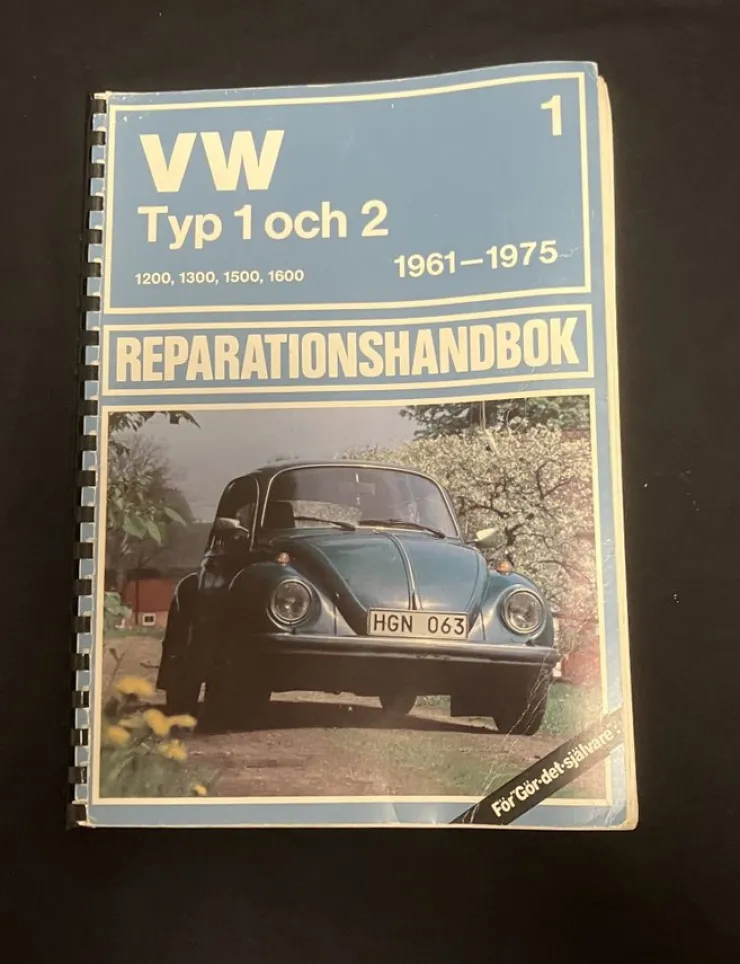 1
VW
Typ 1 och 2
1200, 1300, 1500, 1600
1961–1975
REPARATIONSHANDBOK
HGN 063
För "Gör-det-självare":